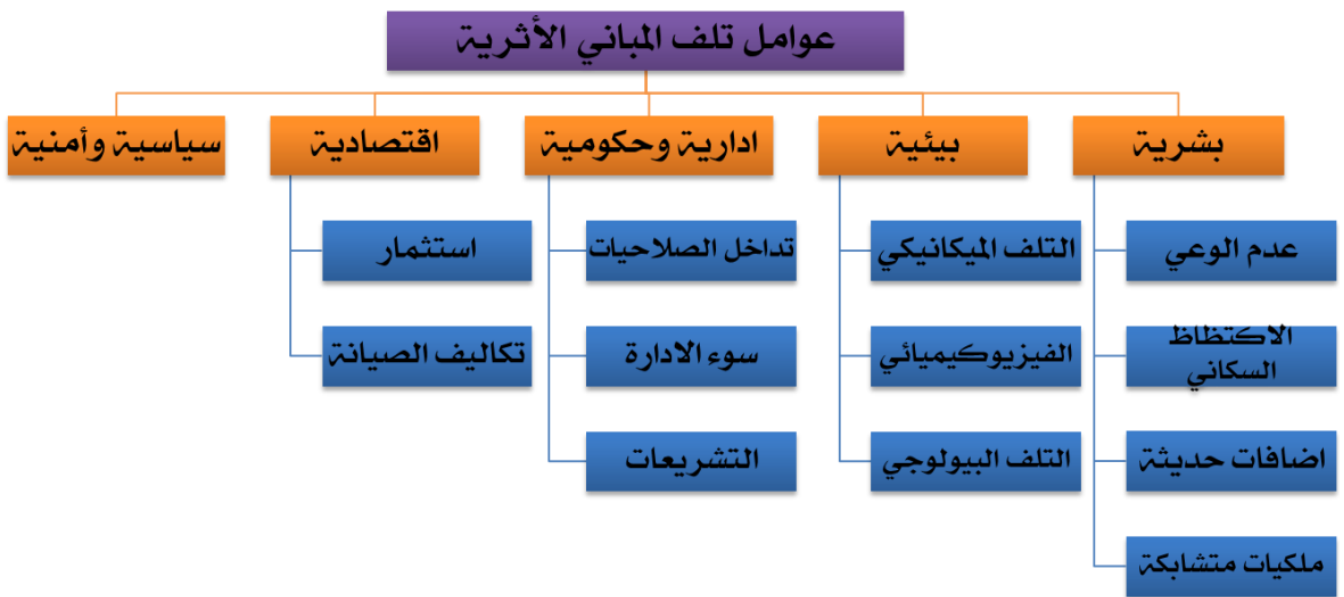 عوامل تلف المباني الأثرية
بشرية
بيئية
ادارية وحكومية
اقتصادية
سياسية وأمنية
عدم الوعي
الاكتظاظ
السكاني
اضافات حديثة
ملكيات متشابكة
التلف الميكانيكي
الفيزيوكيميائي
التلف البيولوجي
تداخل الصلاحيات
سوء الادارة
التشريعات
استثمار
تكاليف الصيانة